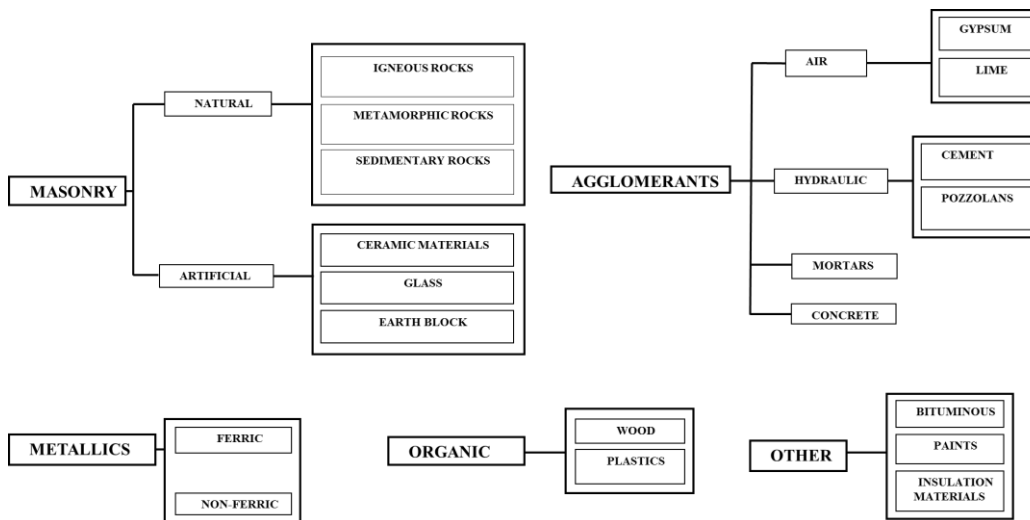 MASONRY
NATURAL
IGNEOUS ROCKS
METAMORPHIC ROCKS
SEDIMENTARY ROCKS
ARTIFICIAL
CERAMIC MATERIALS
GLASS
EARTH BLOCK
AGGLOMERANTS
AIR
GYPSUM
LIME
HYDRAULIC
CEMENT
POZZOLANS
MORTARS
CONCRETE
METALLICS
FERRIC
NON-FERRIC
ORGANIC
WOOD
PLASTICS
OTHER
BITUMINOUS
PAINTS
INSULATION
MATERIALS